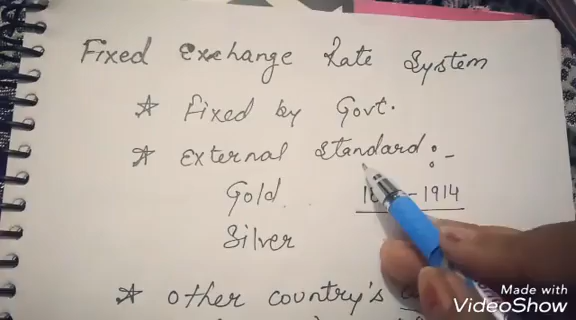 Fixed Exchange Rate System
☆ Fixed by Govt.
☆ External Standard :-
Gold 1914
Silver
☆ other country's
Made with
VideoShow